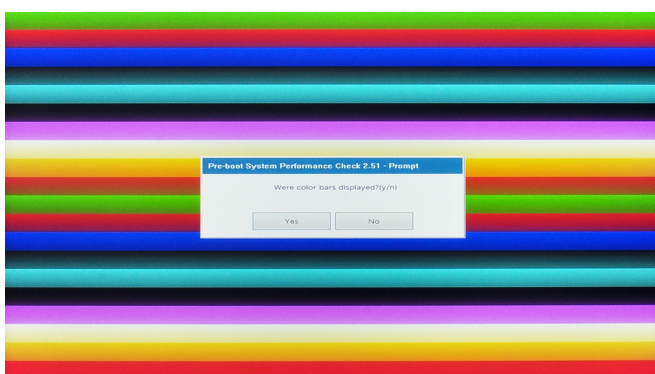 Pre-boot System Performance Check 2.51 - Prompt
Were color bars displayed?(y/n)
Yes
No